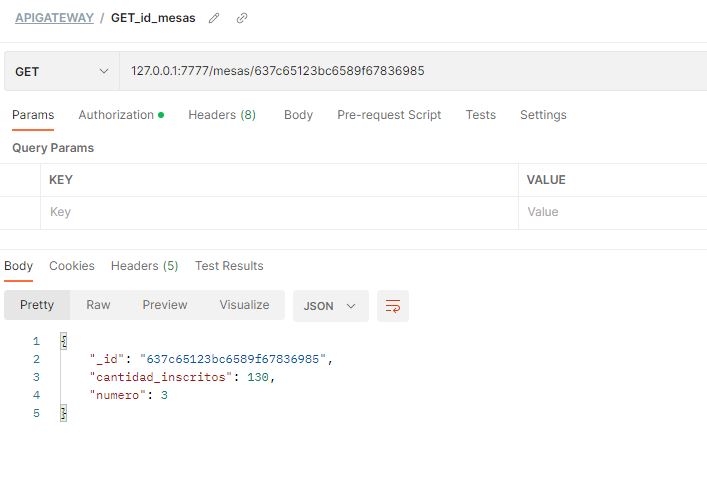 APIGATEWAY / GET_id_mesas
GET 127.0.0.1:7777/mesas/637c65123bc6589f67836985
Params Authorization Headers (8) Body Pre-request Script Tests Settings
Query Params
KEY VALUE
Key Value
Body Cookies Headers (5) Test Results
Pretty Raw Preview Visualize JSON
1 {
2 "_id": "637c65123bc6589f67836985",
3 "cantidad_inscritos": 130,
4 "numero": 3
5 }